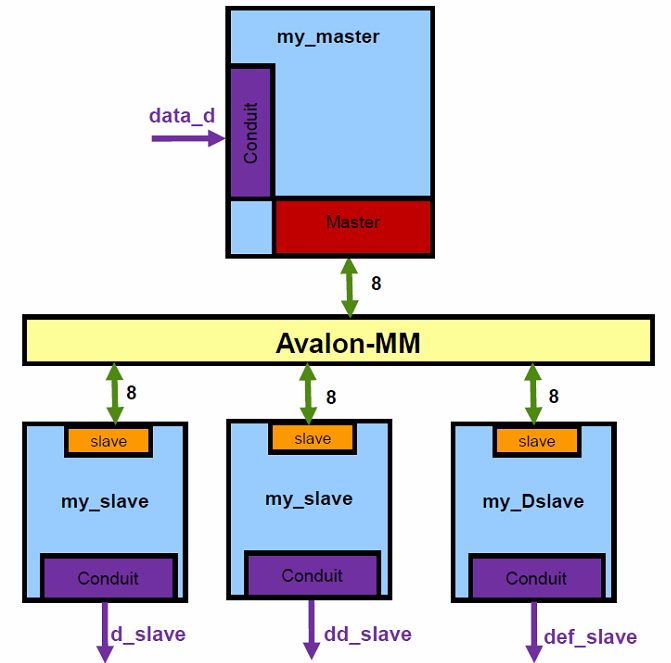 my_master
data_d
Conduit
Master
8
Avalon-MM
8
8
8
slave
slave
slave
my_slave
my_slave
my_Dslave
Conduit
Conduit
Conduit
d_slave
dd_slave
def_slave